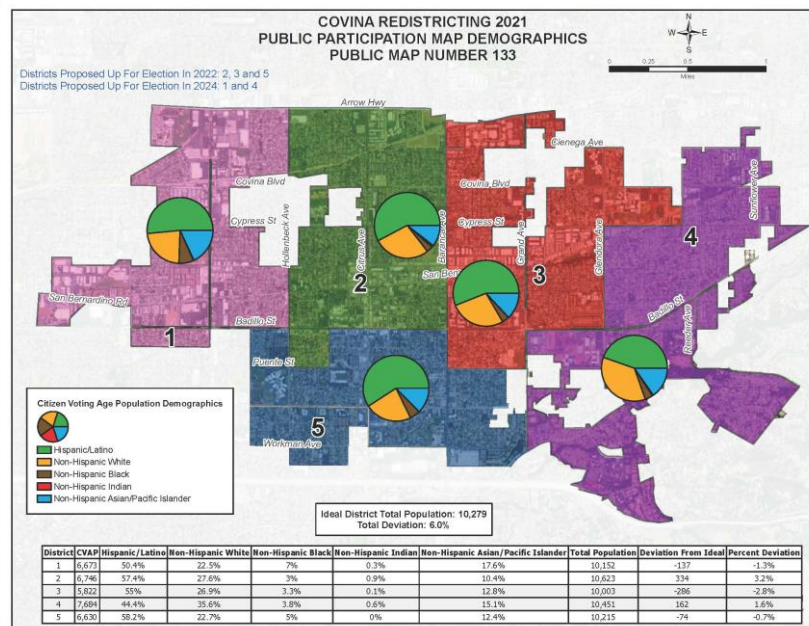 COVINA REDISTRICTING 2021
PUBLIC PARTICIPATION MAP DEMOGRAPHICS
PUBLIC MAP NUMBER 133
N
W E
S
0 0.25 0.5 1
Miles
Districts Proposed Up For Election In 2022: 2, 3 and 5
Districts Proposed Up For Election In 2024: 1 and 4
Arrow Hwy
Cienega Ave
Covina Blvd
Covina Blvd
Sunflower Ave
Cypress St
Cypress St
Hollenbeck Ave
Citrus Ave
Barranca Ave
Grand Ave
Glendora Ave
4
2
San Bern
3
San Bernardino Rd
Badillo St
Badillo St
1
Reeder Ave
Puente St
5
Workman Ave
Citizen Voting Age Population Demographics
Hispanic/Latino
Non-Hispanic White
Non-Hispanic Black
Non-Hispanic Indian
Non-Hispanic Asian/Pacific Islander
Ideal District Total Population: 10,279
Total Deviation: 6.0%
District CVAP Hispanic/Latino Non-Hispanic White Non-Hispanic Black Non-Hispanic Indian Non-Hispanic Asian/Pacific Islander Total Population Deviation From Ideal Percent Deviation
1 6,673 50.4% 22.5% 7% 0.3% 17.6% 10,152 -137 -1.3%
2 6,746 57.4% 27.6% 3% 0.9% 10.4% 10,623 334 3.2%
3 5,822 55% 26.9% 3.3% 0.1% 12.8% 10,003 -286 -2.8%
4 7,684 44.4% 35.6% 3.8% 0.6% 15.1% 10,451 162 1.6%
5 6,630 58.2% 22.7% 5% 0% 12.4% 10,215 -74 -0.7%